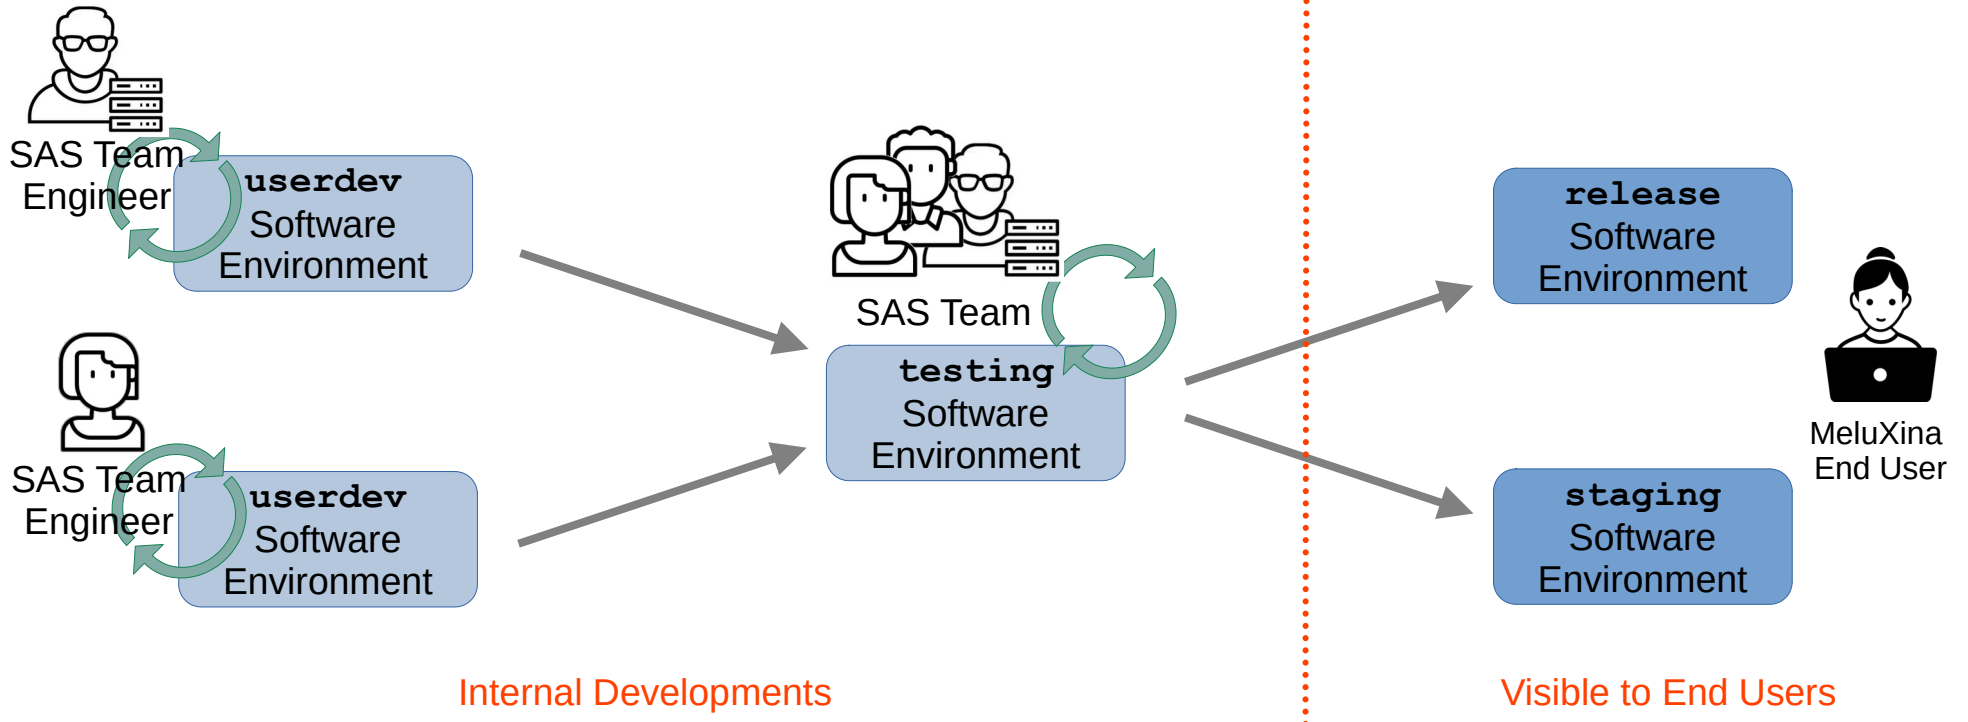 SAS Team
Engineer
userdev
Software
Environment
SAS Team
Engineer
userdev
Software
Environment
SAS Team
testing
Software
Environment
release
Software
Environment
MeluXina
End User
staging
Software
Environment
Internal Developments
Visible to End Users